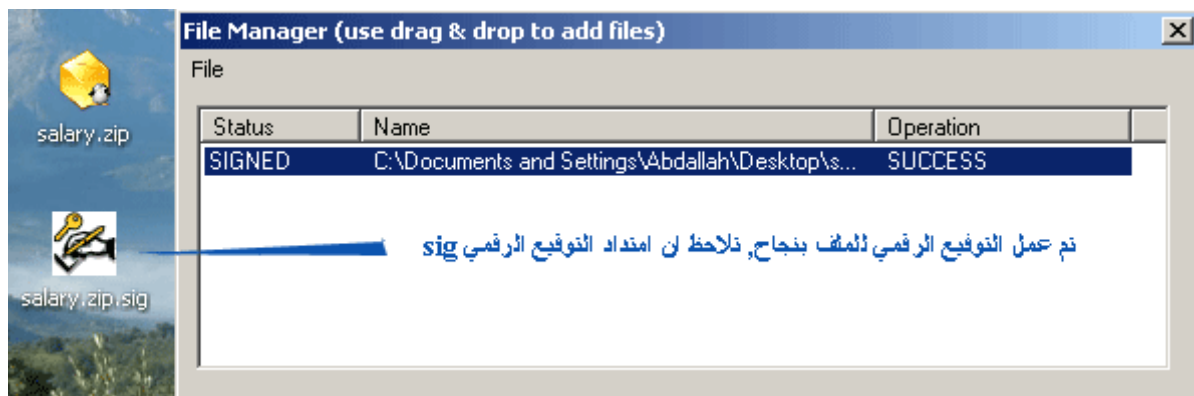 File Manager (use drag & drop to add files)
File
salary.zip
Status Name Operation
SIGNED C:\Documents and Settings\Abdallah\Desktop\s... SUCCESS
تم عمل التوقيع الرقمي للملف بنجاح, نلاحظ ان امتداد التوقيع الرقمي sig
salary.zip.sig